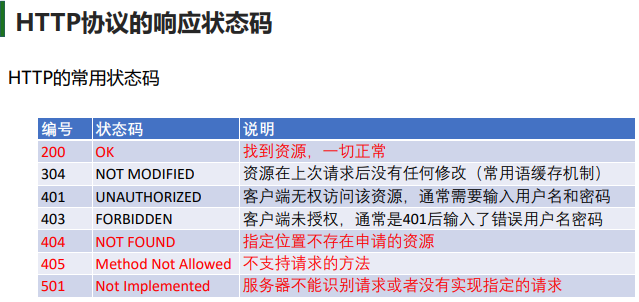 HTTP协议的响应状态码
HTTP的常用状态码
编号 状态码 说明
200 OK 找到资源，一切正常
304 NOT MODIFIED 资源在上次请求后没有任何修改（常用语缓存机制）
401 UNAUTHORIZED 客户端无权访问该资源，通常需要输入用户名和密码
403 FORBIDDEN 客户端未授权，通常是401后输入了错误用户名密码
404 NOT FOUND 指定位置不存在申请的资源
405 Method Not Allowed 不支持请求的方法
501 Not Implemented 服务器不能识别请求或者没有实现指定的请求